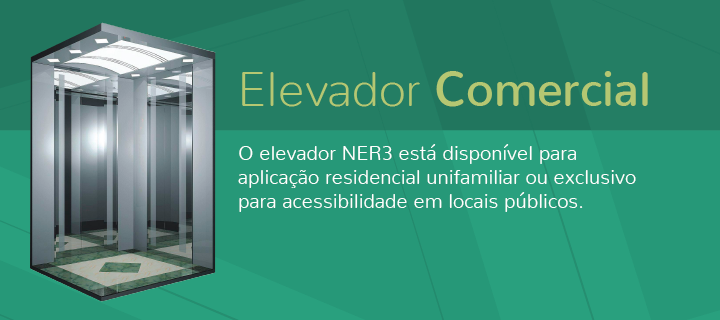 Elevador Comercial
O elevador NER3 está disponível para
aplicação residencial unifamiliar ou exclusivo
para acessibilidade em locais públicos.